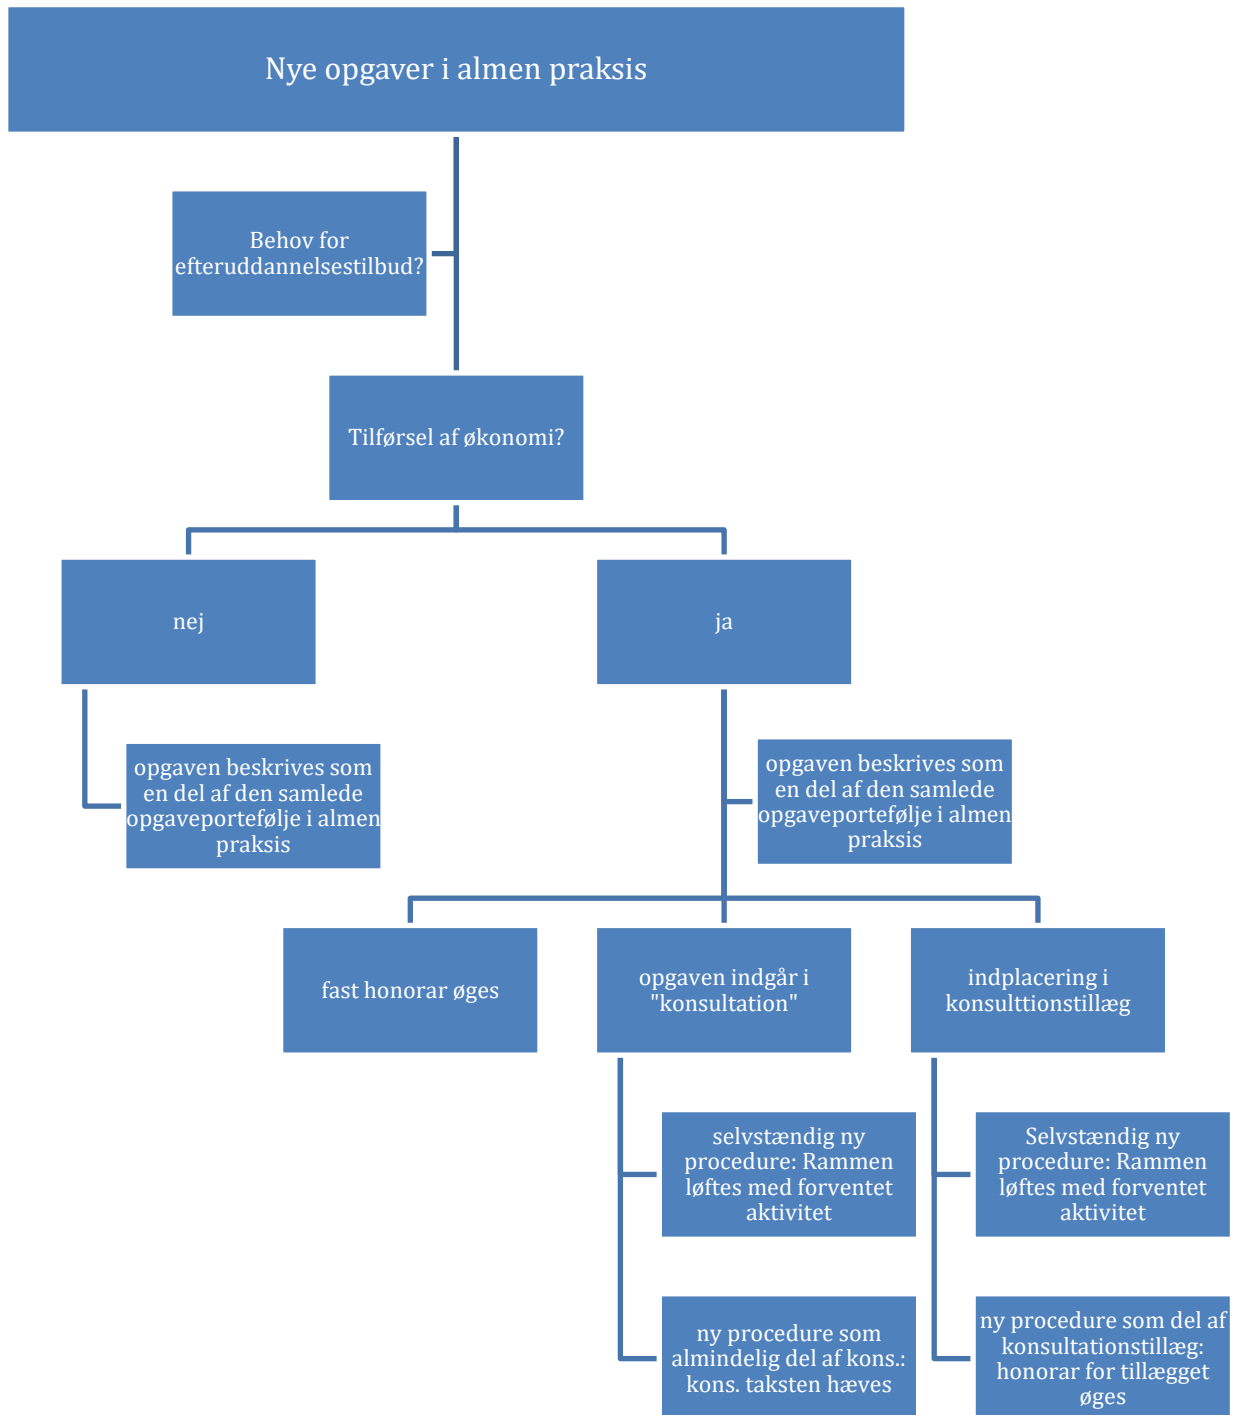 Nye opgaver i almen praksis
Behov for
efteruddannelsestilbud?
Tilførsel af økonomi?
nej
ja
opgaven beskrives som
en del af den samlede
opgaveportefølje i almen
praksis
opgaven beskrives som
en del af den samlede
opgaveportefølje i almen
praksis
fast honorar øges
opgaven indgår i
"konsultation"
indplacering i
konsulttionstillæg
selvstændig ny
procedure: Rammen
løftes med forventet
aktivitet
Selvstændig ny
procedure: Rammen
løftes med forventet
aktivitet
ny procedure som
almindelig del af kons.:
kons. taksten hæves
ny procedure som del af
konsultationstillæg:
honorar for tillægget
øges